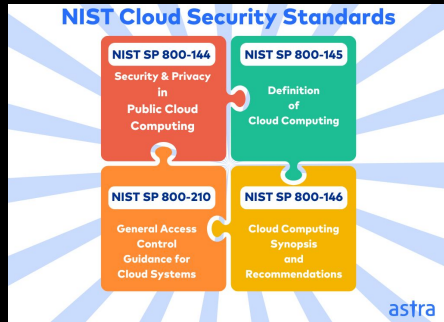 NIST Cloud Security Standards
NIST SP 800-144
Security & Privacy
in
Public Cloud
Computing
NIST SP 800-145
Definition
of
Cloud Computing
NIST SP 800-210
General Access
Control
Guidance for
Cloud Systems
NIST SP 800-146
Cloud Computing
Synopsis
and
Recommendations
astra